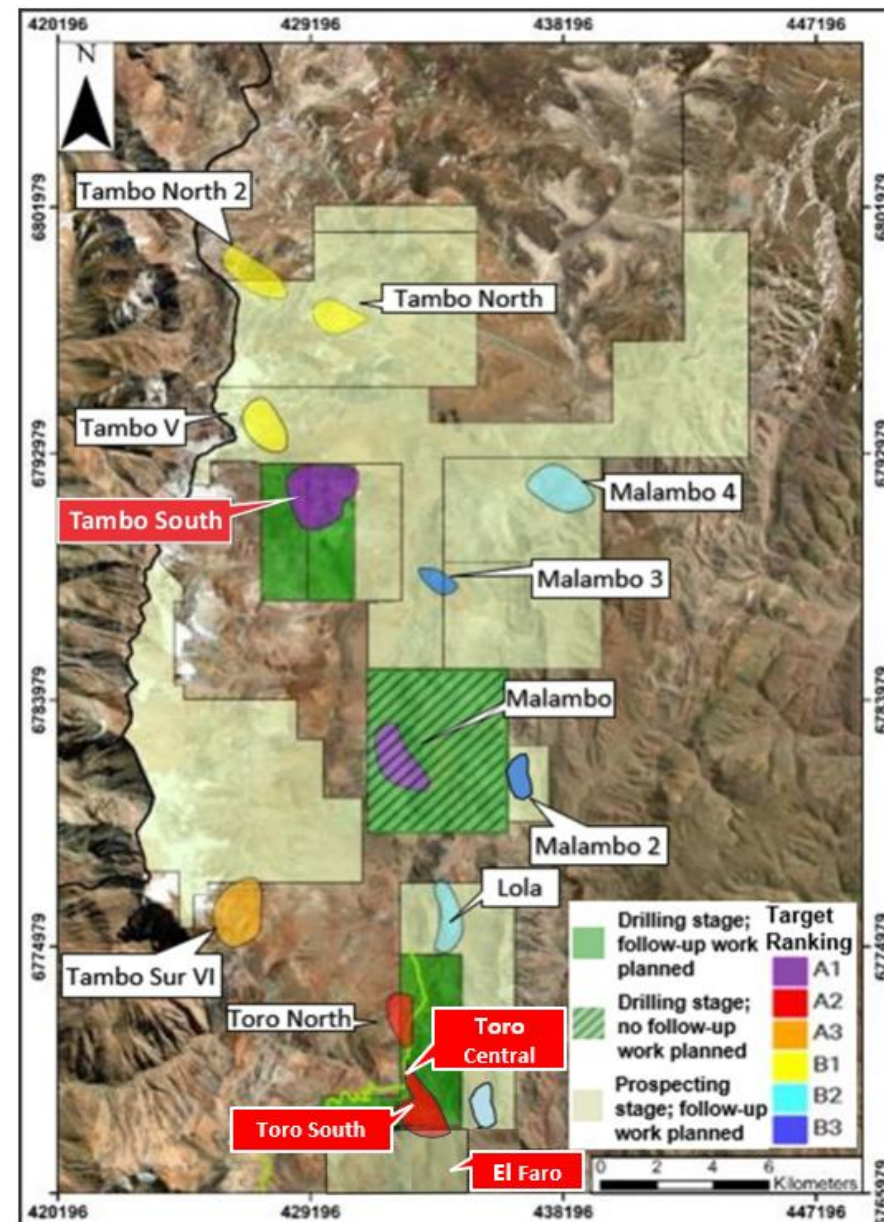 420196 429196 438196 447196
N
6801979
6801979
Tambo North 2
Tambo North
Tambo V
6792979
6792979
Malambo 4
Tambo South
Malambo 3
6783979
6783979
Malambo
Malambo 2
Lola
6774979
6774979
Tambo Sur VI
Toro North
Toro
Central
Toro South
El Faro
Drilling stage;
follow-up work
planned
Drilling stage;
no follow-up
work planned
Prospecting
stage; follow-up
work planned
Target
Ranking
A1
A2
A3
B1
B2
B3
0 2 4 6
Kilometers
6765979
6765979
420196 429196 438196 447196